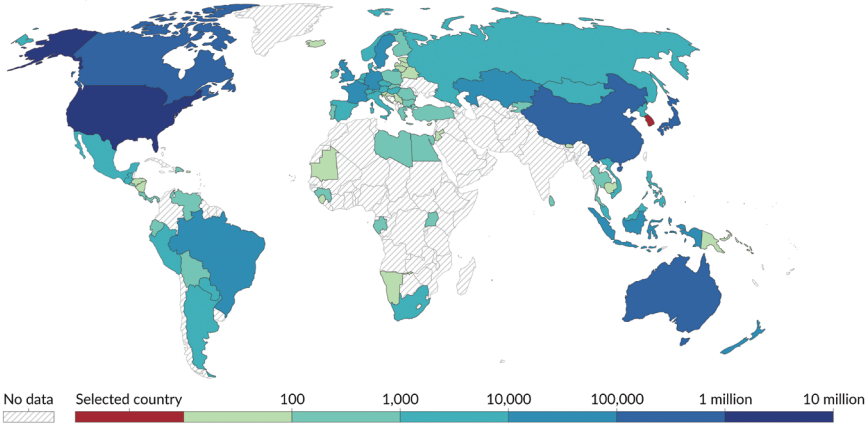 No data
Selected country
100
1,000
10,000
100,000
1 million
10 million